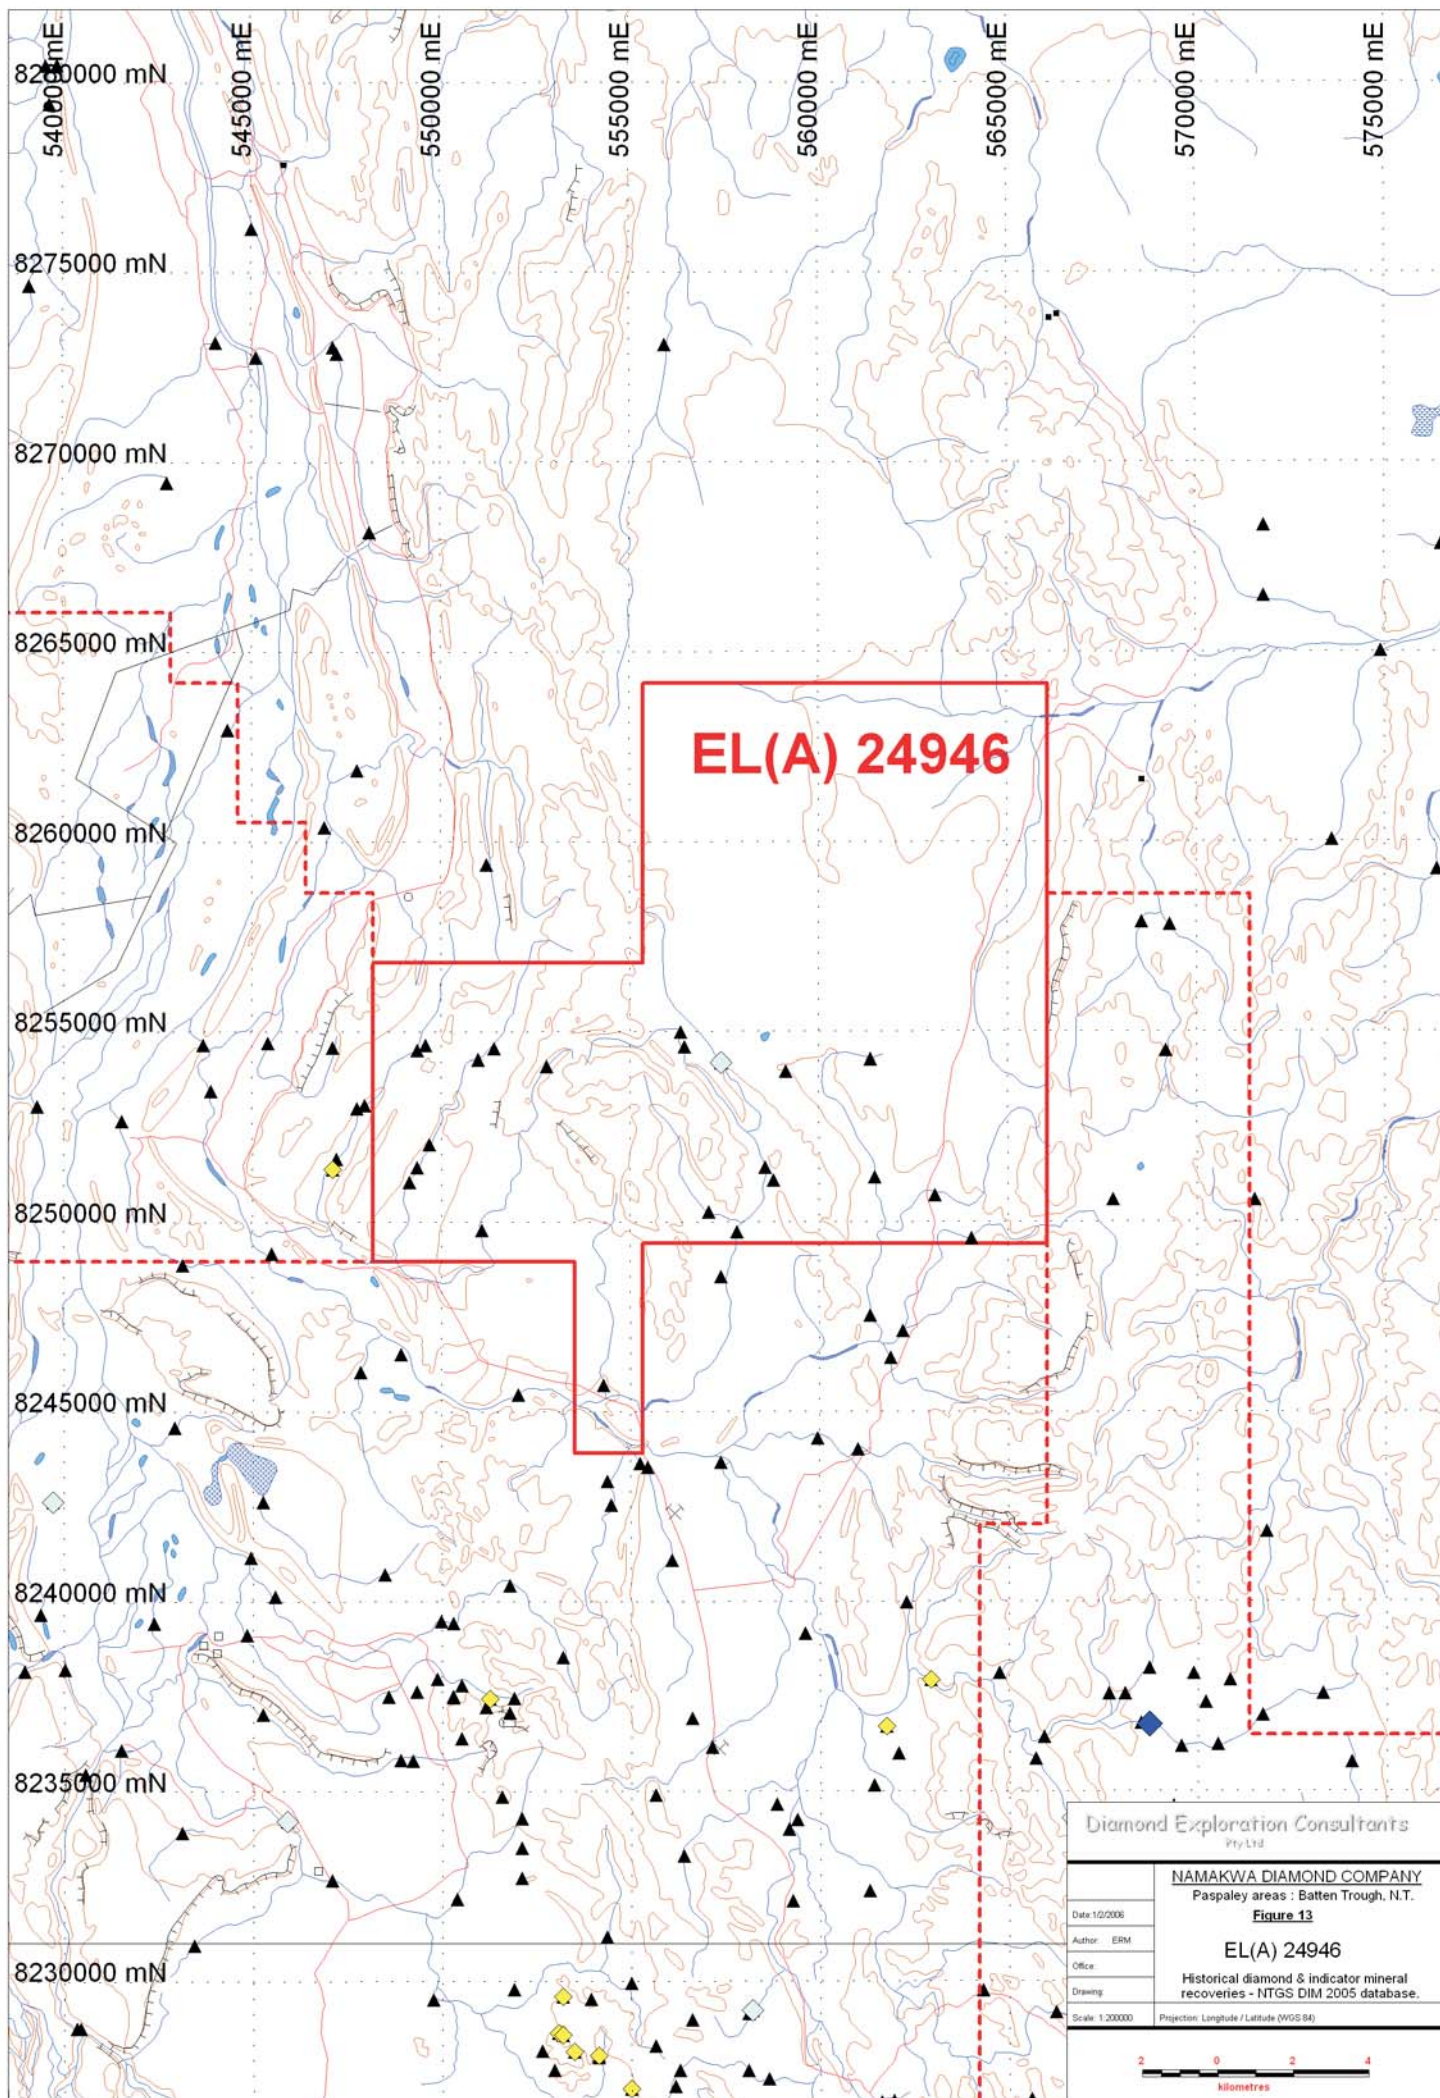 540000 mE
545000 mE
550000 mE
555000 mE
560000 mE
565000 mE
570000 mE
575000 mE
8280000 mN
8275000 mN
8270000 mN
8265000 mN
EL(A) 24946
8260000 mN
8255000 mN
8250000 mN
8245000 mN
8240000 mN
8235000 mN
8230000 mN
Diamond Exploration Consultants
Pty Ltd
NAMAKWA DIAMOND COMPANY
Paspaley areas : Batten Trough, N.T.
Figure 13
EL(A) 24946
Historical diamond & indicator mineral
recoveries - NTGS DIM 2005 database.
Date: 1/2/2006
Author: ERM
Office:
Drawing:
Scale: 1:200000
Projection: Longitude / Latitude (WGS 84)
2 0 2 4
kilometres